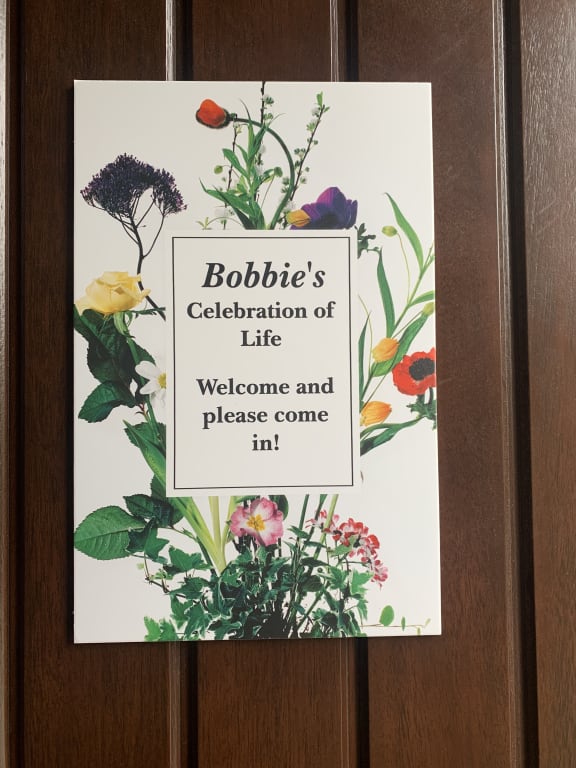 Bobbie's
Celebration of
Life
Welcome and
please come
in!